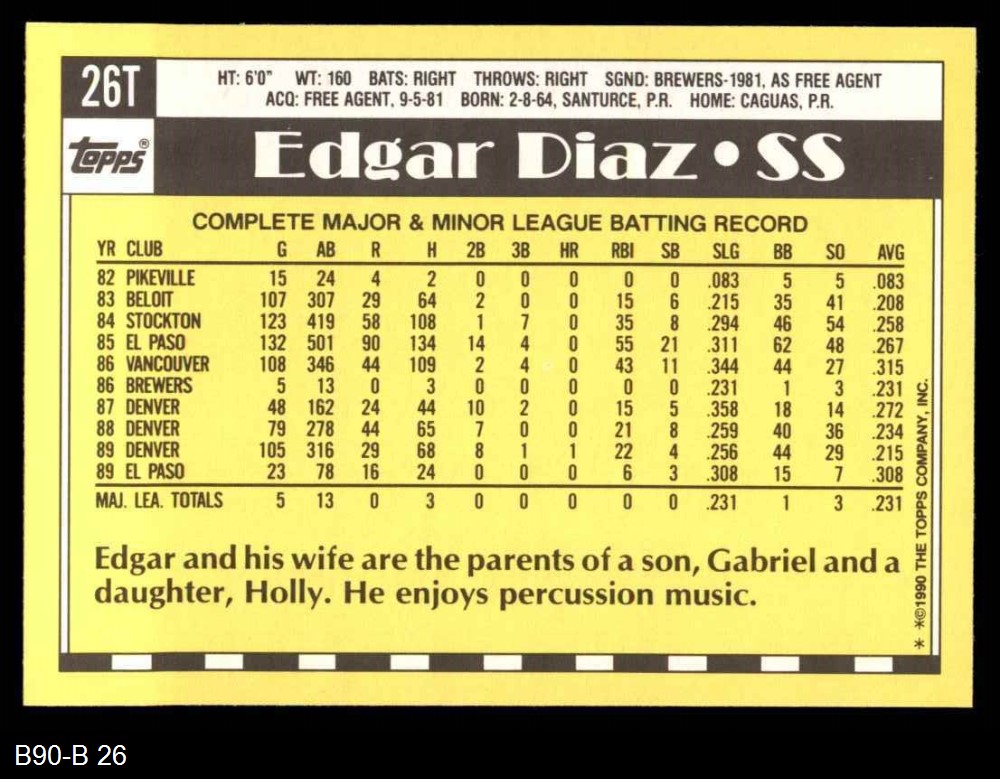 26T
HT: 6'0" WT: 160 BATS: RIGHT THROWS: RIGHT SGND: BREWERS-1981, AS FREE AGENT
ACQ: FREE AGENT, 9-5-81 BORN: 2-8-64, SANTURCE, P.R. HOME: CAGUAS, P.R.
topps®
Edgar Diaz • SS
COMPLETE MAJOR & MINOR LEAGUE BATTING RECORD
YR CLUB G AB R H 2B 3B HR RBI SB SLG BB SO AVG
82 PIKEVILLE 15 24 4 2 0 0 0 0 0 .083 5 5 .083
83 BELOIT 107 307 29 64 2 0 0 15 6 .215 35 41 .208
84 STOCKTON 123 419 58 108 1 7 0 35 8 .294 46 54 .258
85 EL PASO 132 501 90 134 14 4 0 55 21 .311 62 48 .267
86 VANCOUVER 108 346 44 109 2 4 0 43 11 .344 44 27 .315
86 BREWERS 5 13 0 3 0 0 0 0 0 .231 1 3 .231
87 DENVER 48 162 24 44 10 2 0 15 5 .358 18 14 .272
88 DENVER 79 278 44 65 7 0 0 21 8 .259 40 36 .234
89 DENVER 105 316 29 68 8 1 1 22 4 .256 44 29 .215
89 EL PASO 23 78 16 24 0 0 0 6 3 .308 15 7 .308
MAJ. LEA. TOTALS 5 13 0 3 0 0 0 0 0 .231 1 3 .231
Edgar and his wife are the parents of a son, Gabriel and a
daughter, Holly. He enjoys percussion music.
* *©1990 THE TOPPS COMPANY, INC.
B90-B 26